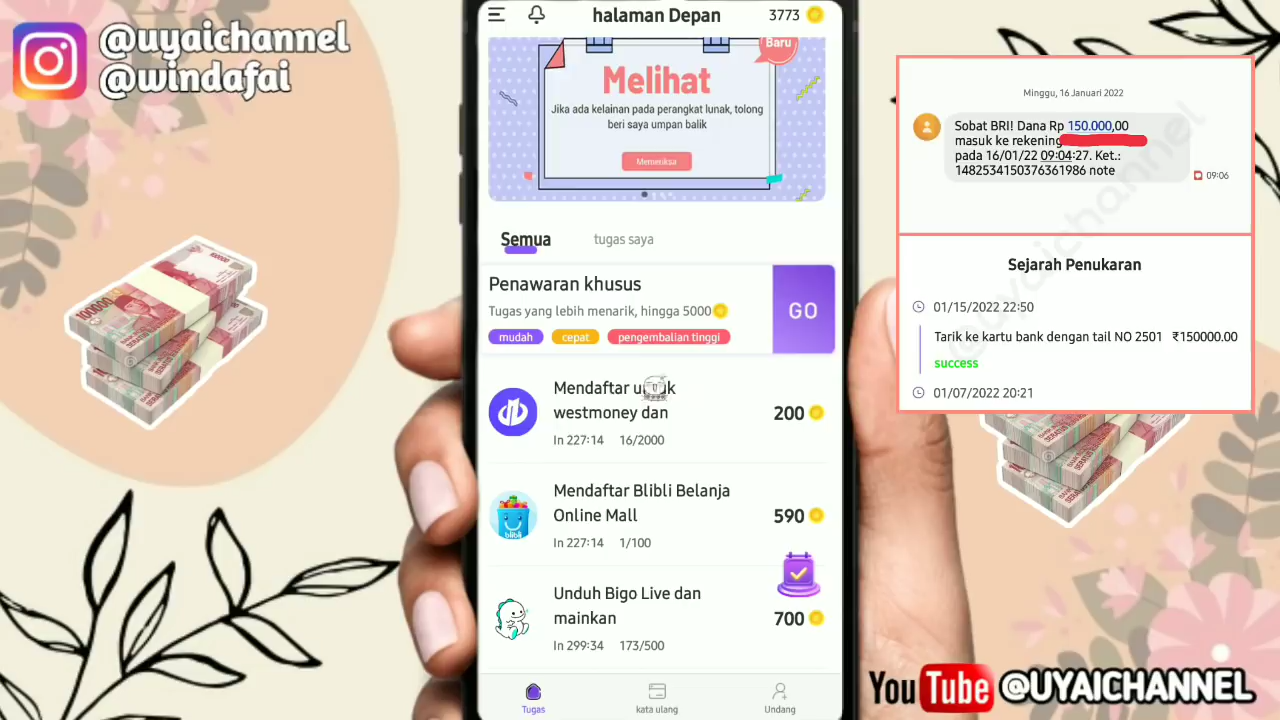 @uyaichannel
@windafai
halaman Depan
3773
Baru
Melihat
Jika ada kelainan pada perangkat lunak, tolong
beri saya umpan balik
Memeriksa
Semua
tugas saya
Penawaran khusus
Tugas yang lebih menarik, hingga 5000
mudah
cepat
pengembalian tinggi
GO
Mendaftar untuk
westmoney dan
200
In 227:14 16/2000
Mendaftar Blibli Belanja
Online Mall
590
blibli
In 227:14 1/100
Unduh Bigo Live dan
mainkan
700
In 299:34 173/500
Tugas
kata ulang
Undang
Minggu, 16 Januari 2022
Sobat BRI! Dana Rp 150.000,00
masuk ke rekening
pada 16/01/22 09:04:27. Ket.:
1482534150376361986 note
09:06
Sejarah Penukaran
01/15/2022 22:50
Tarik ke kartu bank dengan tail NO 2501 ₹150000.00
success
01/07/2022 20:21
@uyaichannel
100000
YouTube @UYAICHANNEL